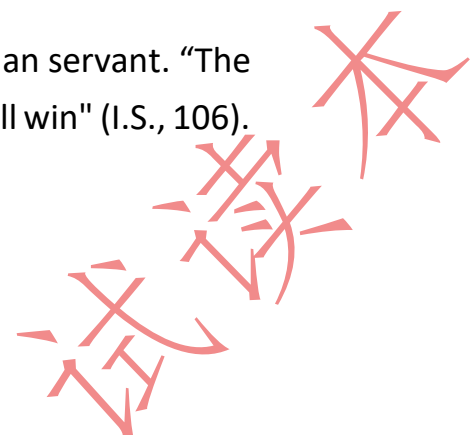 an servant. “The
ll win" (I.S., 106).
试读本